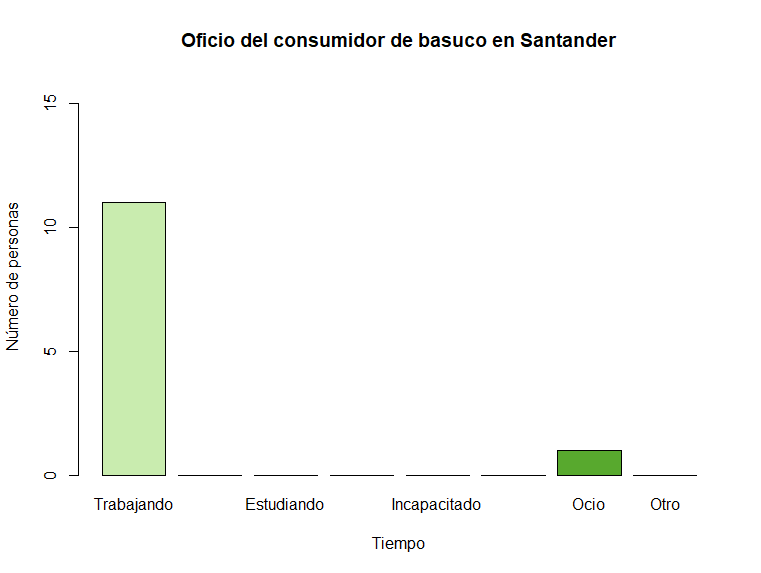 Oficio del consumidor de basuco en Santander
Número de personas
15
10
5
0
Trabajando Estudiando Incapacitado Ocio Otro
Tiempo